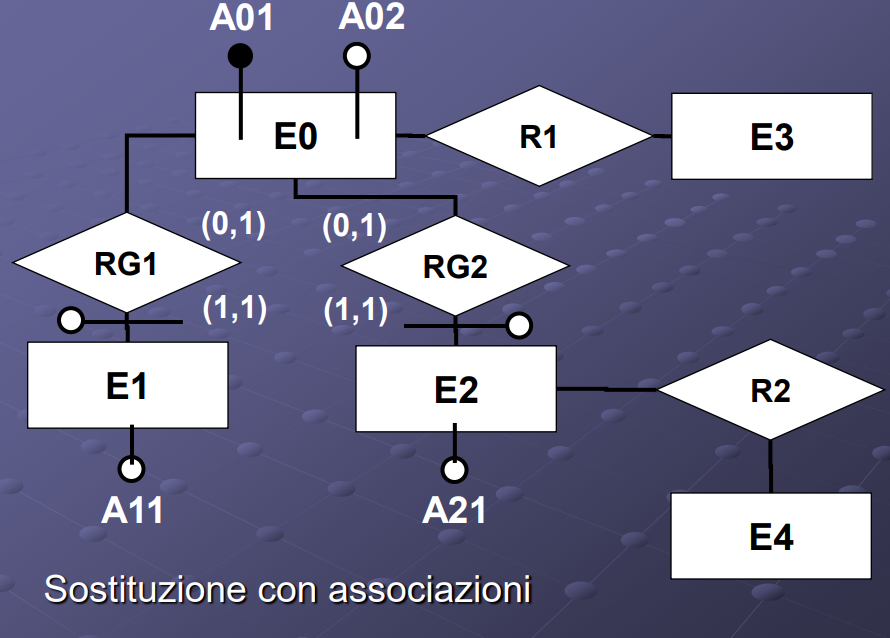 A01 A02
E0 R1 E3
(0,1) (0,1)
RG1 RG2
(1,1) (1,1)
E1 E2 R2
A11 A21
E4
Sostituzione con associazioni